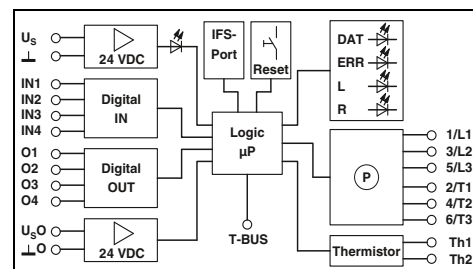 US
⊥
24 VDC
IFS-
Port
Reset
DAT
ERR
L
R
IN1
IN2
IN3
IN4
Digital
IN
Logic
µP
O1
O2
O3
O4
Digital
OUT
P
1/L1
3/L2
5/L3
2/T1
4/T2
6/T3
USO
⊥O
24 VDC
T-BUS
Thermistor
Th1
Th2